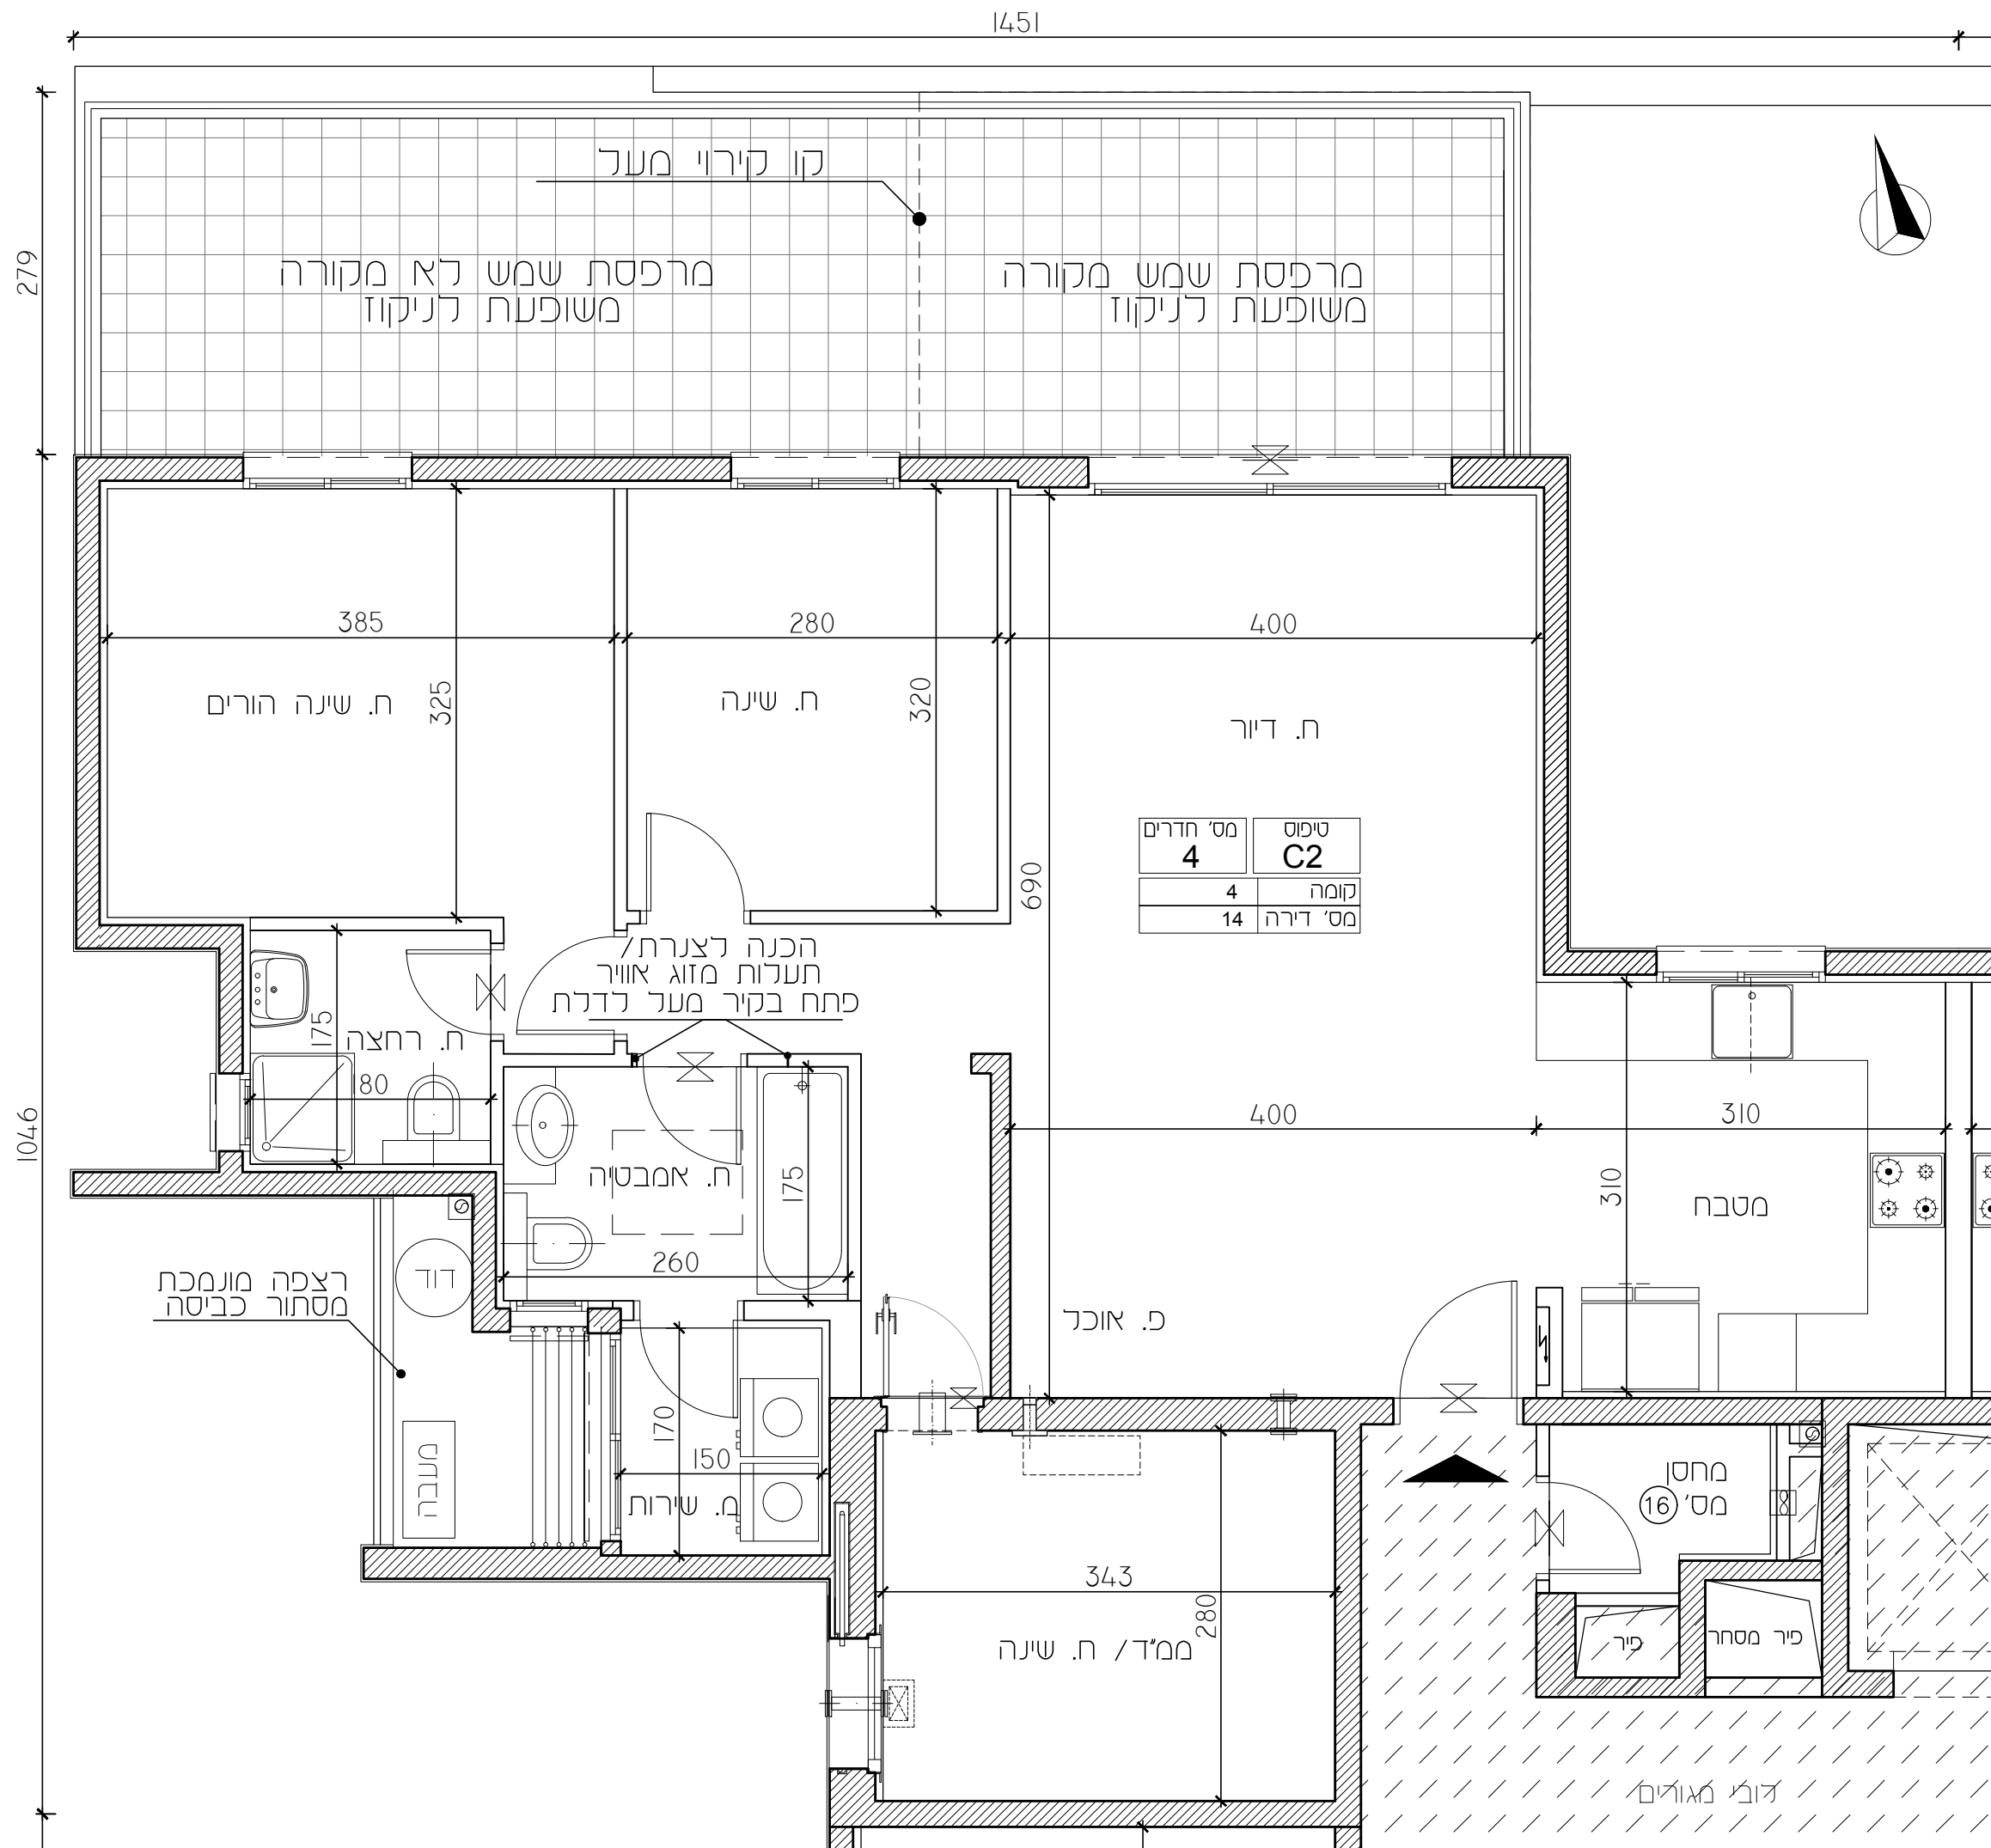 1451
קו קירוי מעל
279
מרפסת שמש לא מקורה
משופעת לניקוז
מרפסת שמש מקורה
משופעת לניקוז
385
280
400
325
320
ח. שינה הורים
ח. שינה
ח. דיור
טיפוס
C2
מס' חדרים
4
קומה 4
מס' דירה 14
690
הכנה לצנרת/
תעלות מזוג אוויר
פתח בקיר מעל לדלת
175
ח. רחצה
180
1046
400
310
310
מטבח
ח. אמבטיה
175
260
דוד
רצפה מונמכת
מסתור כביסה
פ. אוכל
170
150
מ. שירות
מעבה
מחסן
מס' 16
343
280
ממ"ד/ ח. שינה
פיר
פיר מסחר
לובי מגורים